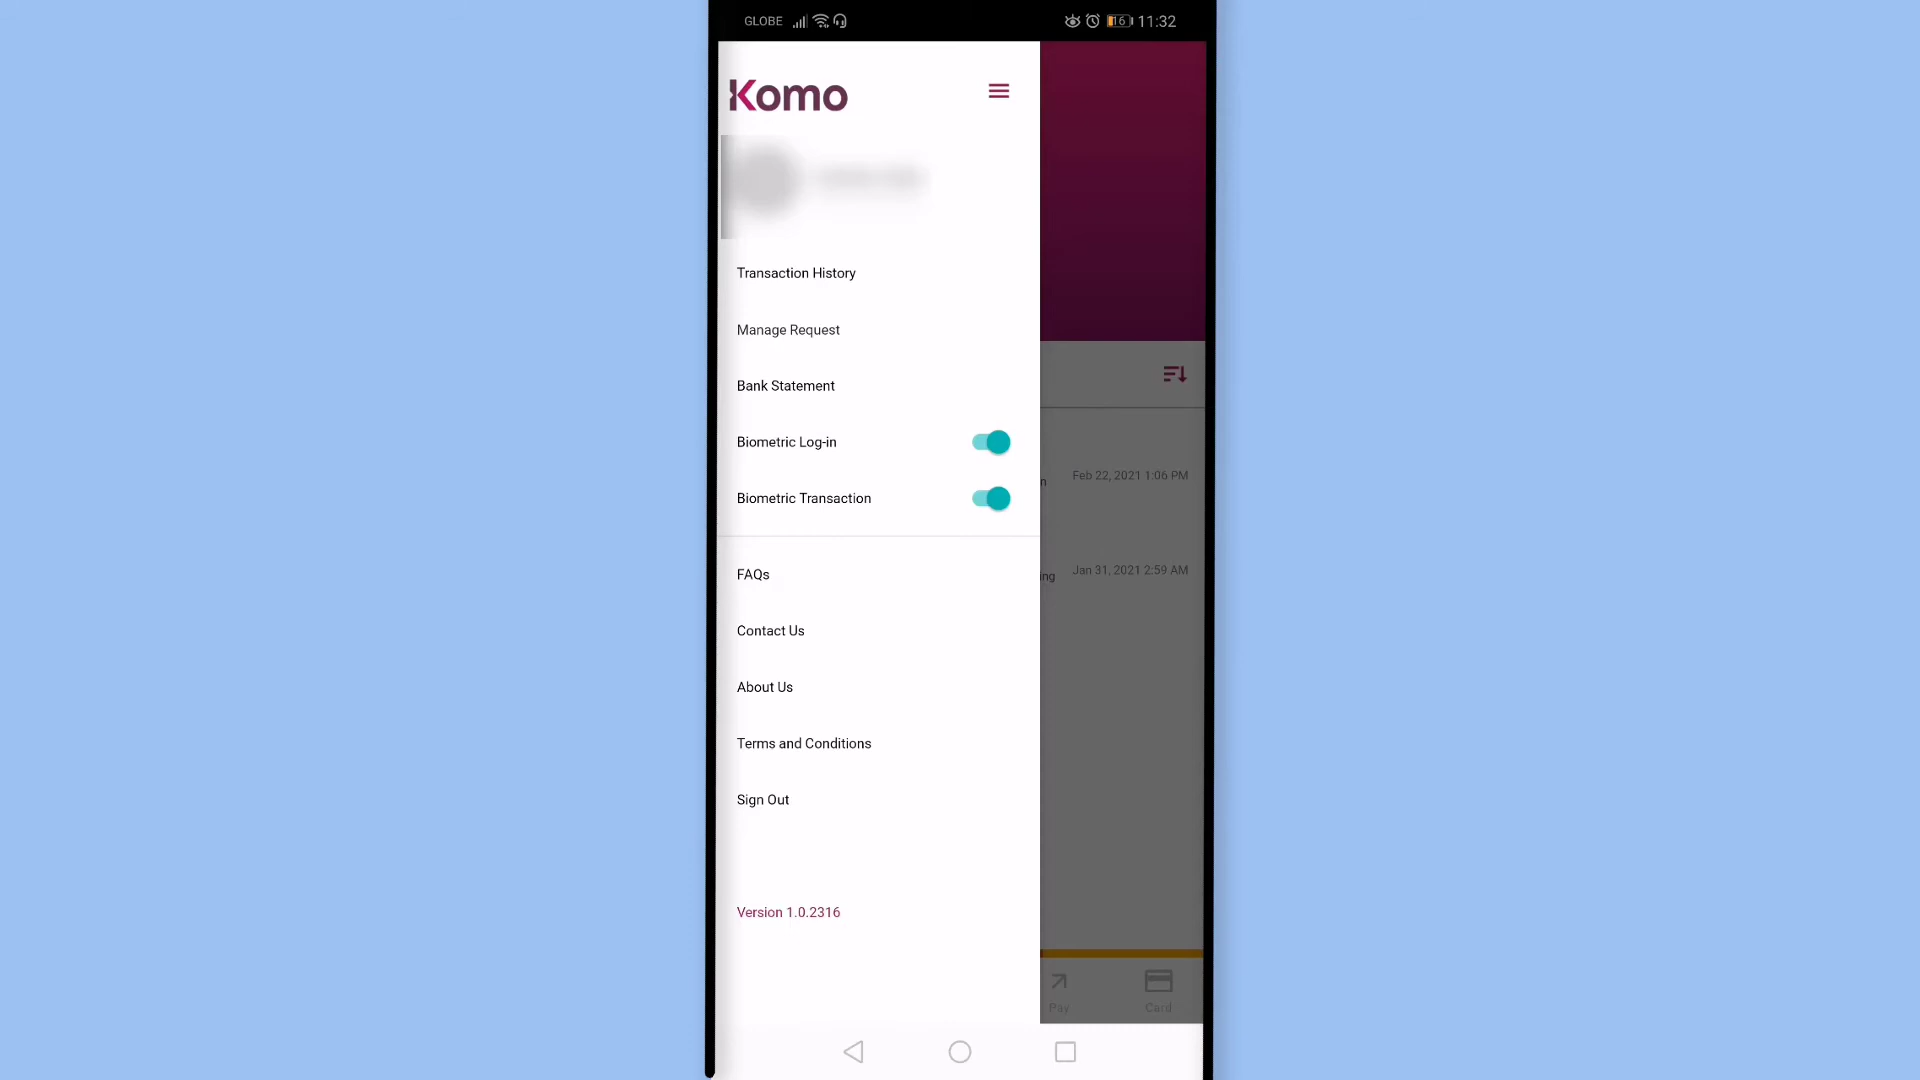 GLOBE 16 11:32
Komo
Transaction History
Manage Request
Bank Statement
Biometric Log-in
Biometric Transaction
FAQs
Contact Us
About Us
Terms and Conditions
Sign Out
Version 1.0.2316
n Feb 22, 2021 1:06 PM
ing Jan 31, 2021 2:59 AM
Pay Card